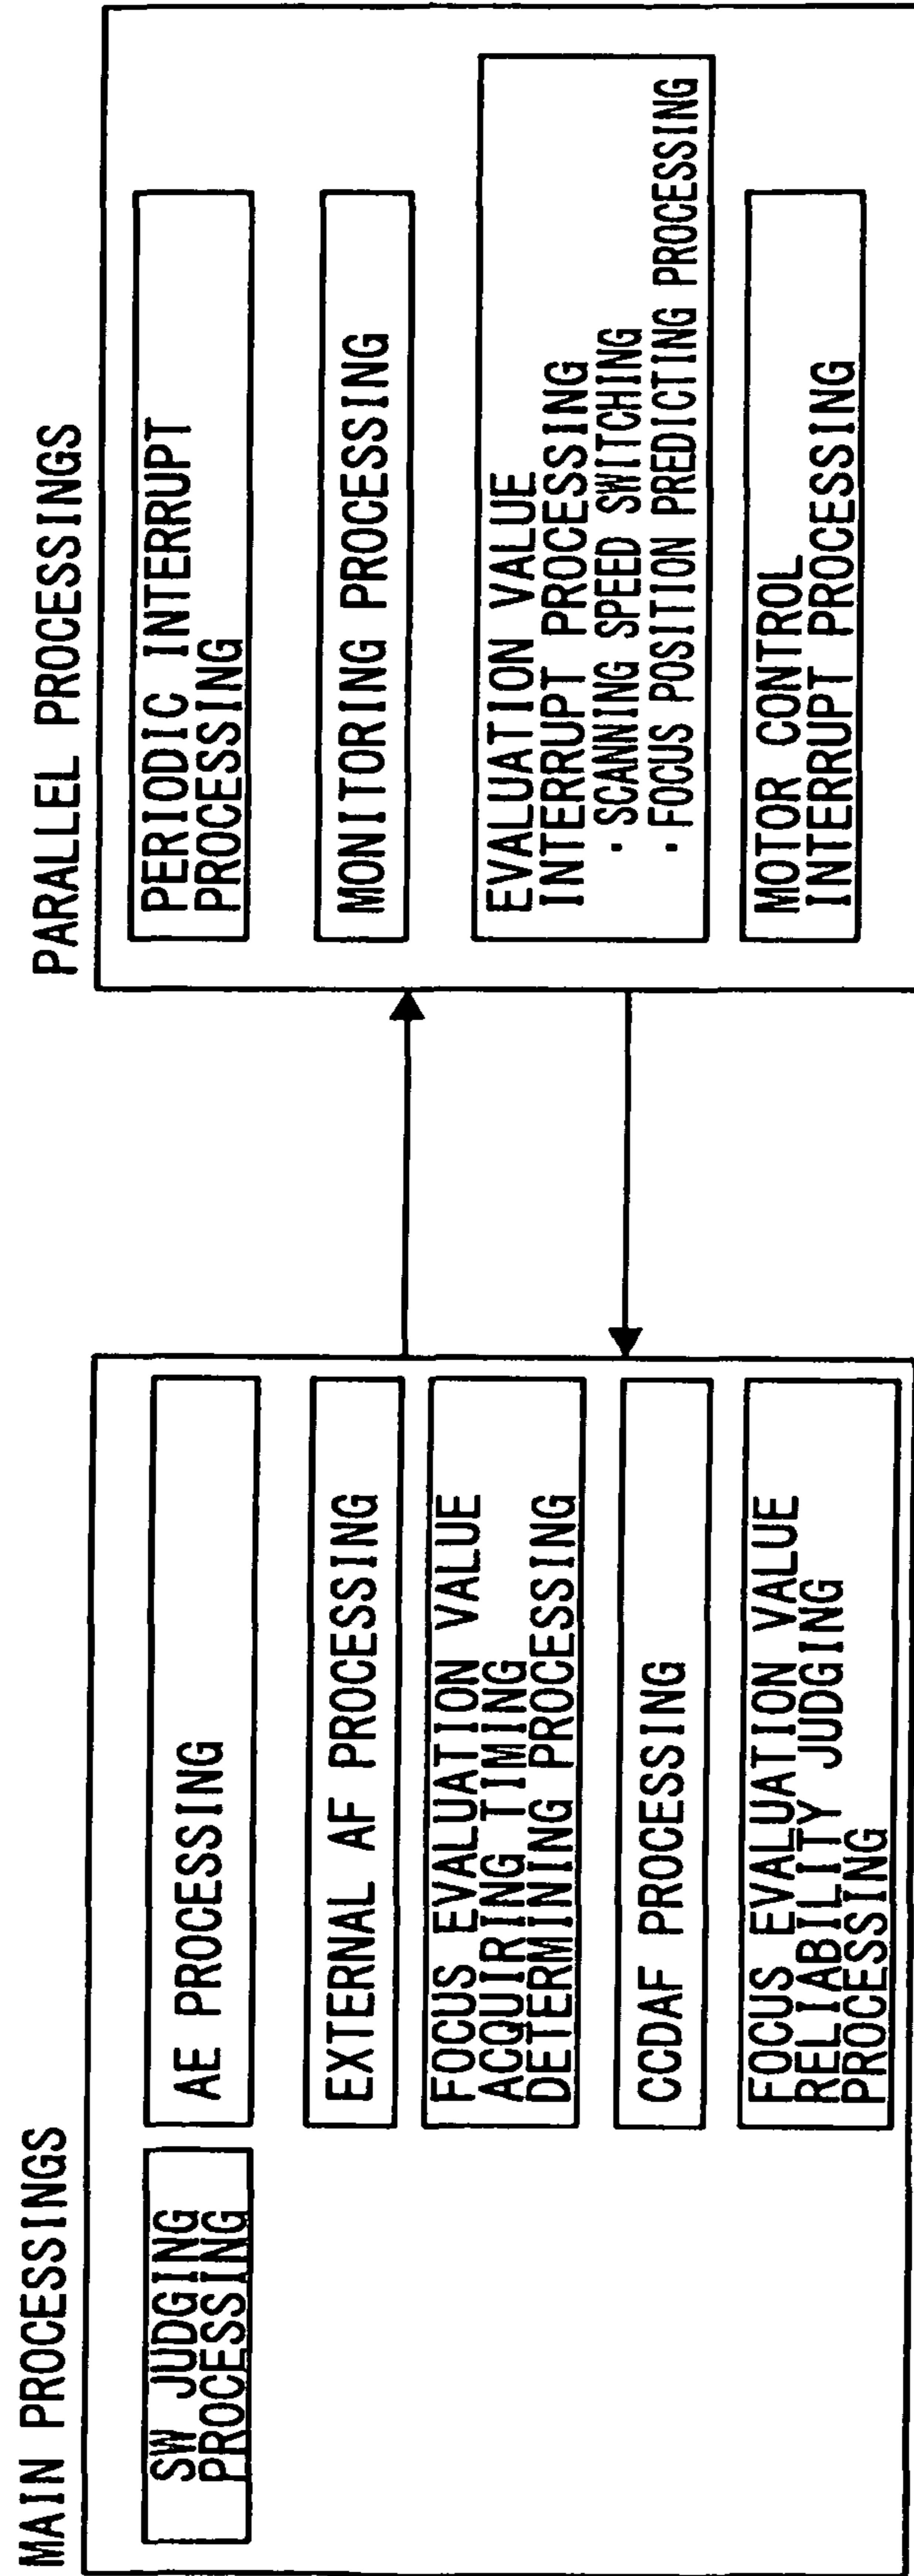 MAIN PROCESSINGS
SW JUDGING
PROCESSING
AE PROCESSING
EXTERNAL AF PROCESSING
FOCUS EVALUATION VALUE
ACQUIRING TIMING
DETERMINING PROCESSING
CCDAF PROCESSING
FOCUS EVALUATION VALUE
RELIABILITY JUDGING
PROCESSING
PARALLEL PROCESSINGS
PERIODIC INTERRUPT
PROCESSING
MONITORING PROCESSING
EVALUATION VALUE
INTERRUPT PROCESSING
・SCANNING SPEED SWITCHING
・FOCUS POSITION PREDICTING PROCESSING
MOTOR CONTROL
INTERRUPT PROCESSING